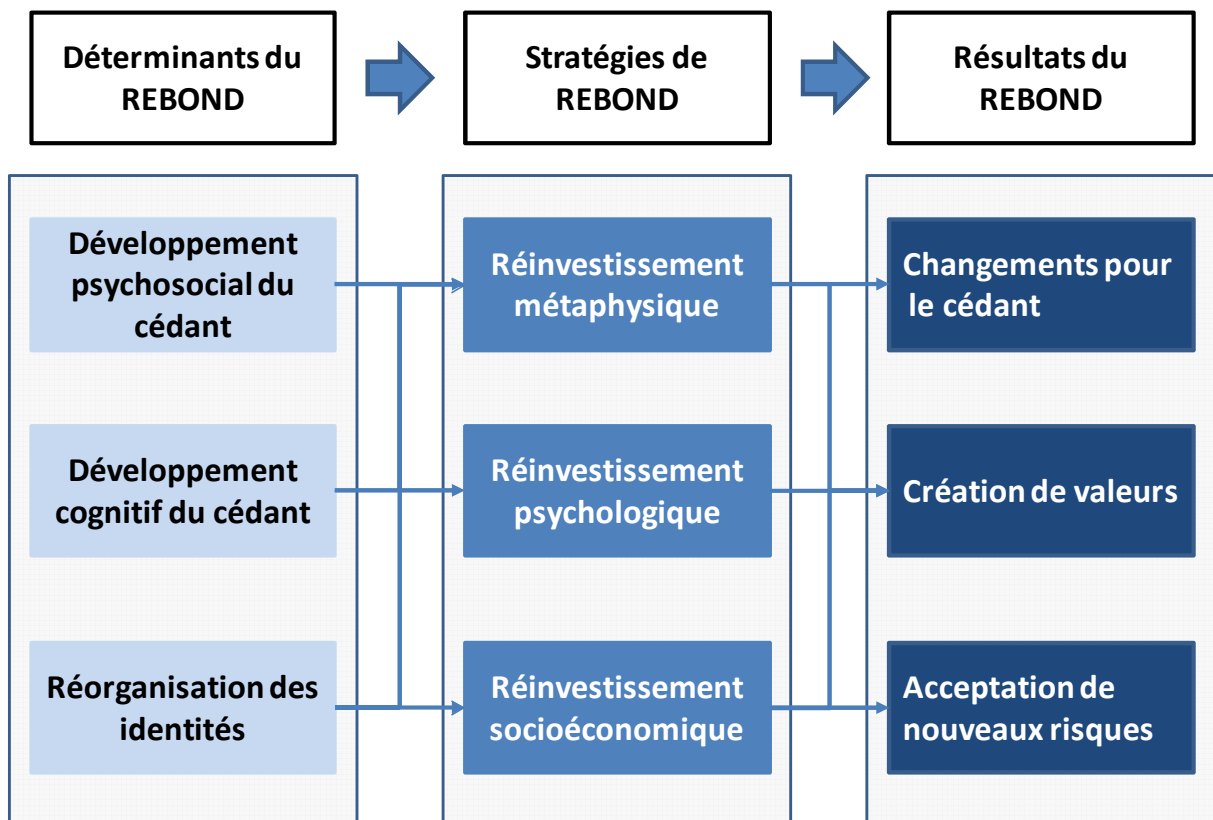 Déterminants du
REBOND
Stratégies de
REBOND
Résultats du
REBOND
Développement
psychosocial du
cédant
Réinvestissement
métaphysique
Changements pour
le cédant
Développement
cognitif du cédant
Réinvestissement
psychologique
Création de valeurs
Réorganisation des
identités
Réinvestissement
socioéconomique
Acceptation de
nouveaux risques